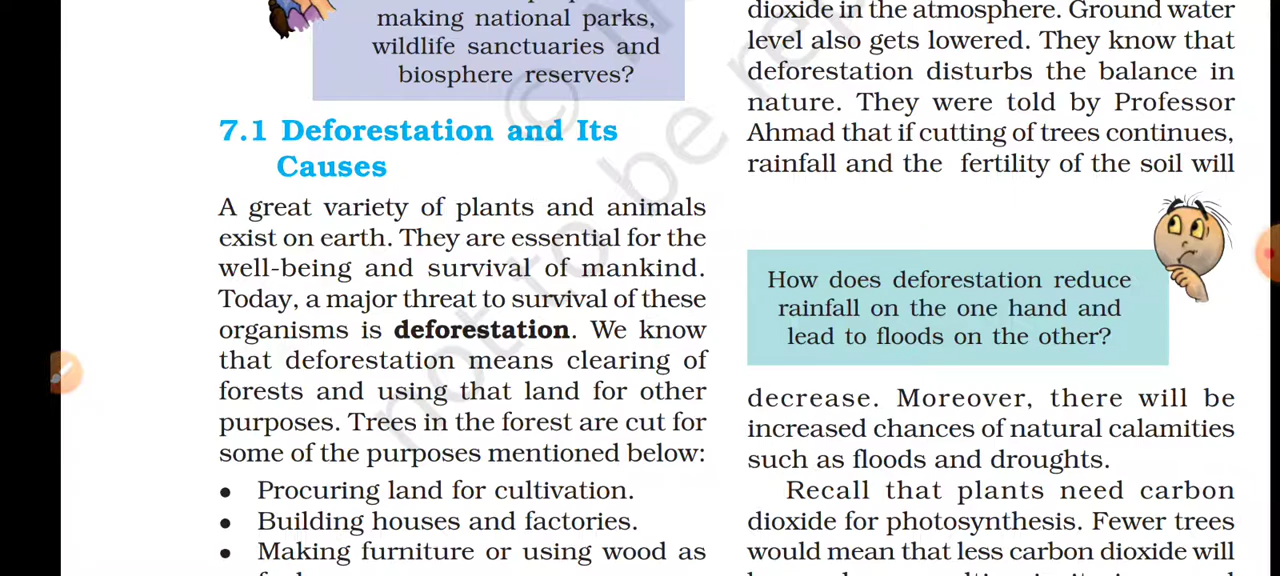 making national parks,
wildlife sanctuaries and
biosphere reserves?
7.1 Deforestation and Its
Causes
A great variety of plants and animals
exist on earth. They are essential for the
well-being and survival of mankind.
Today, a major threat to survival of these
organisms is deforestation. We know
that deforestation means clearing of
forests and using that land for other
purposes. Trees in the forest are cut for
some of the purposes mentioned below:
• Procuring land for cultivation.
• Building houses and factories.
• Making furniture or using wood as
dioxide in the atmosphere. Ground water
level also gets lowered. They know that
deforestation disturbs the balance in
nature. They were told by Professor
Ahmad that if cutting of trees continues,
rainfall and the fertility of the soil will
How does deforestation reduce
rainfall on the one hand and
lead to floods on the other?
decrease. Moreover, there will be
increased chances of natural calamities
such as floods and droughts.
Recall that plants need carbon
dioxide for photosynthesis. Fewer trees
would mean that less carbon dioxide will
© N
not to be re